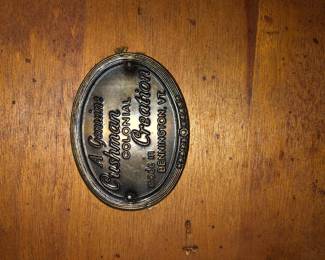 A Genuine
Cushman
COLONIAL
Creation
Made in
BENNINGTON, VT.